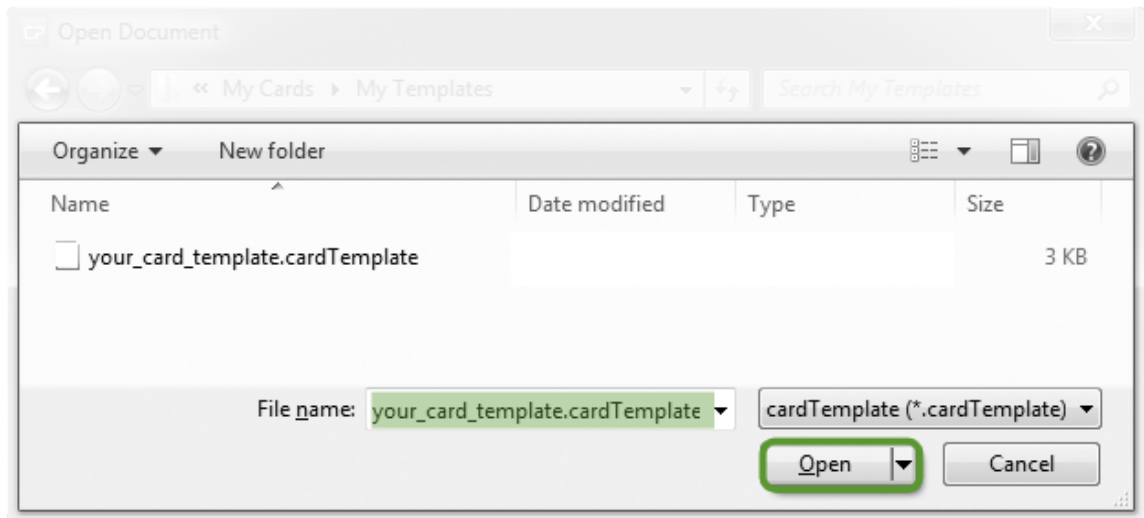 Open Document
« My Cards ▸ My Templates Search My Templates
Organize ▼ New folder
Name Date modified Type Size
your_card_template.cardTemplate 3 KB
File name: your_card_template.cardTemplate cardTemplate (*.cardTemplate)
Open Cancel